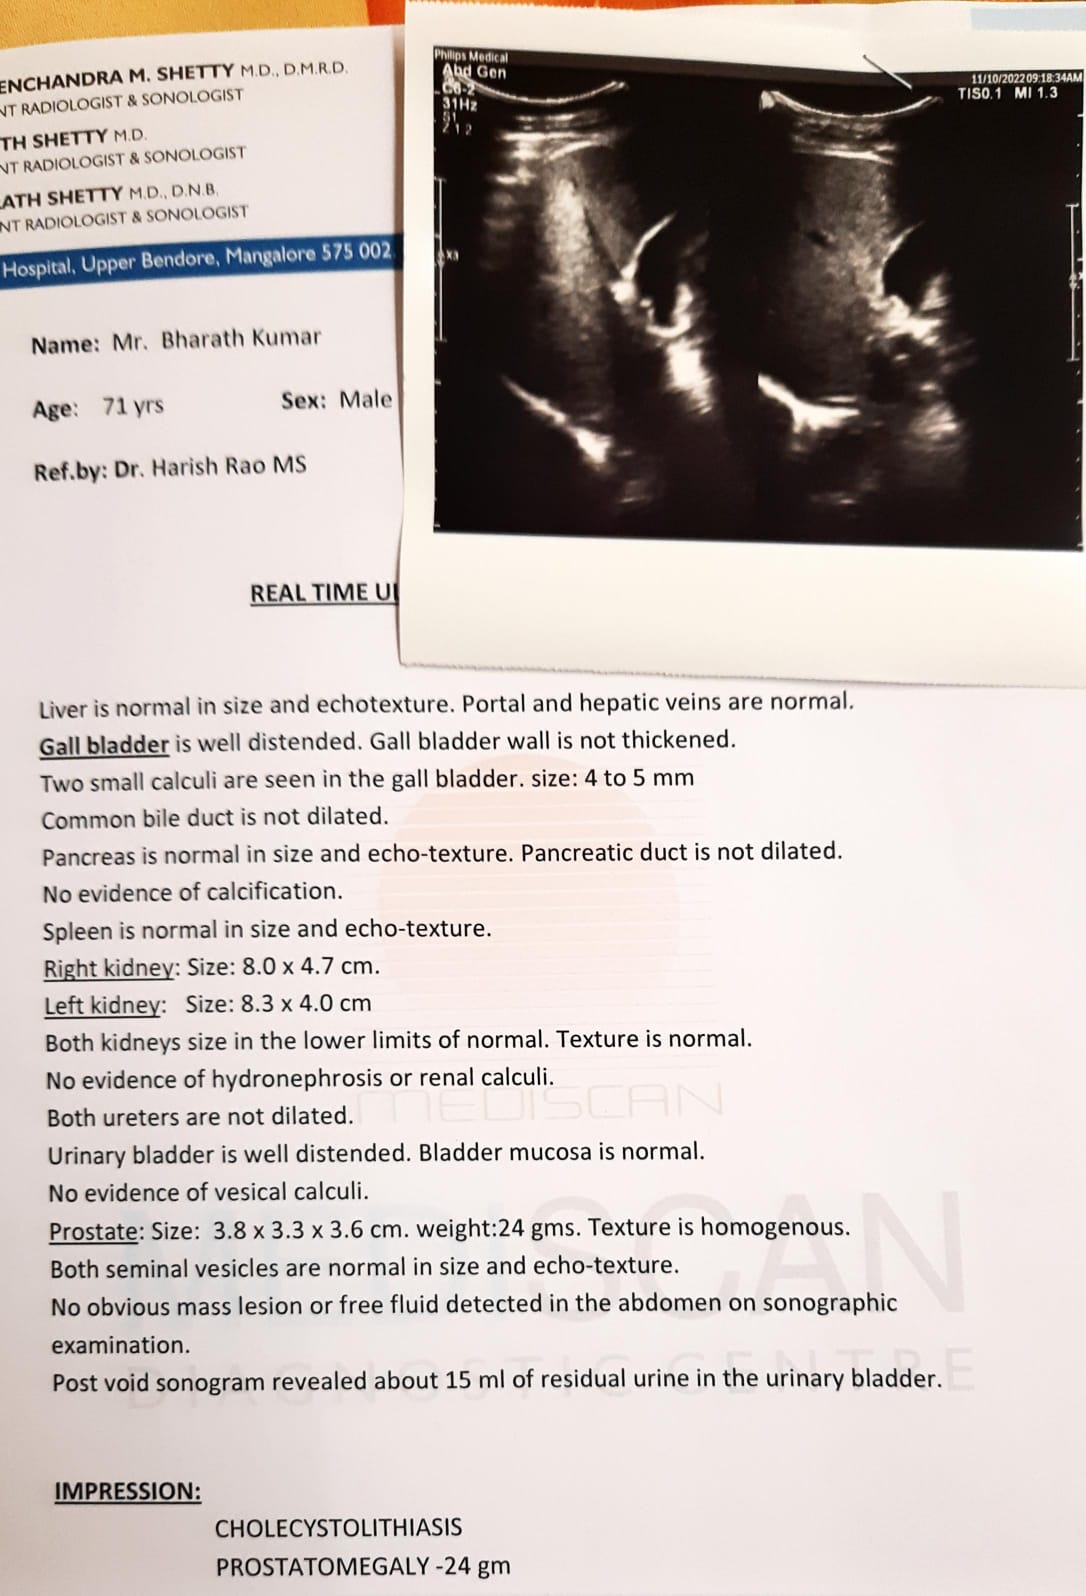 ENCHANDRA M. SHETTY M.D., D.M.R.D.
NT RADIOLOGIST & SONOLOGIST
TH SHETTY M.D.
NT RADIOLOGIST & SONOLOGIST
ATH SHETTY M.D., D.N.B.
NT RADIOLOGIST & SONOLOGIST
Hospital, Upper Bendore, Mangalore 575 002
Philips Medical
Abd Gen
C6-2
31Hz
S1
2 1 2
X3
11/10/2022 09:18:34AM
TIS0.1 MI 1.3
Name: Mr. Bharath Kumar
Age: 71 yrs Sex: Male
Ref.by: Dr. Harish Rao MS
REAL TIME UL
Liver is normal in size and echotexture. Portal and hepatic veins are normal.
Gall bladder is well distended. Gall bladder wall is not thickened.
Two small calculi are seen in the gall bladder. size: 4 to 5 mm
Common bile duct is not dilated.
Pancreas is normal in size and echo-texture. Pancreatic duct is not dilated.
No evidence of calcification.
Spleen is normal in size and echo-texture.
Right kidney: Size: 8.0 x 4.7 cm.
Left kidney: Size: 8.3 x 4.0 cm
Both kidneys size in the lower limits of normal. Texture is normal.
No evidence of hydronephrosis or renal calculi.
MEDISCAN
Both ureters are not dilated.
Urinary bladder is well distended. Bladder mucosa is normal.
No evidence of vesical calculi.
Prostate: Size: 3.8 x 3.3 x 3.6 cm. weight:24 gms. Texture is homogenous.
Both seminal vesicles are normal in size and echo-texture.
MEDISCAN
No obvious mass lesion or free fluid detected in the abdomen on sonographic
examination.
DIAGNOSTIC CENTRE
Post void sonogram revealed about 15 ml of residual urine in the urinary bladder.
IMPRESSION:
CHOLECYSTOLITHIASIS
PROSTATOMEGALY -24 gm